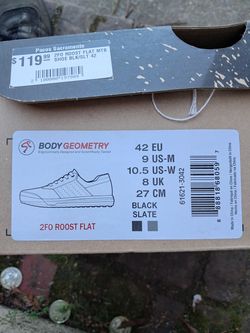 Pacos Sacramento
$119.99
2FO ROOST FLAT MTB
SHOE BLK/SLT 42
BODY GEOMETRY
42 EU
9 US-M
10.5 US-W
8 UK
27 CM
BLACK
SLATE
2FO ROOST FLAT
61621-3042